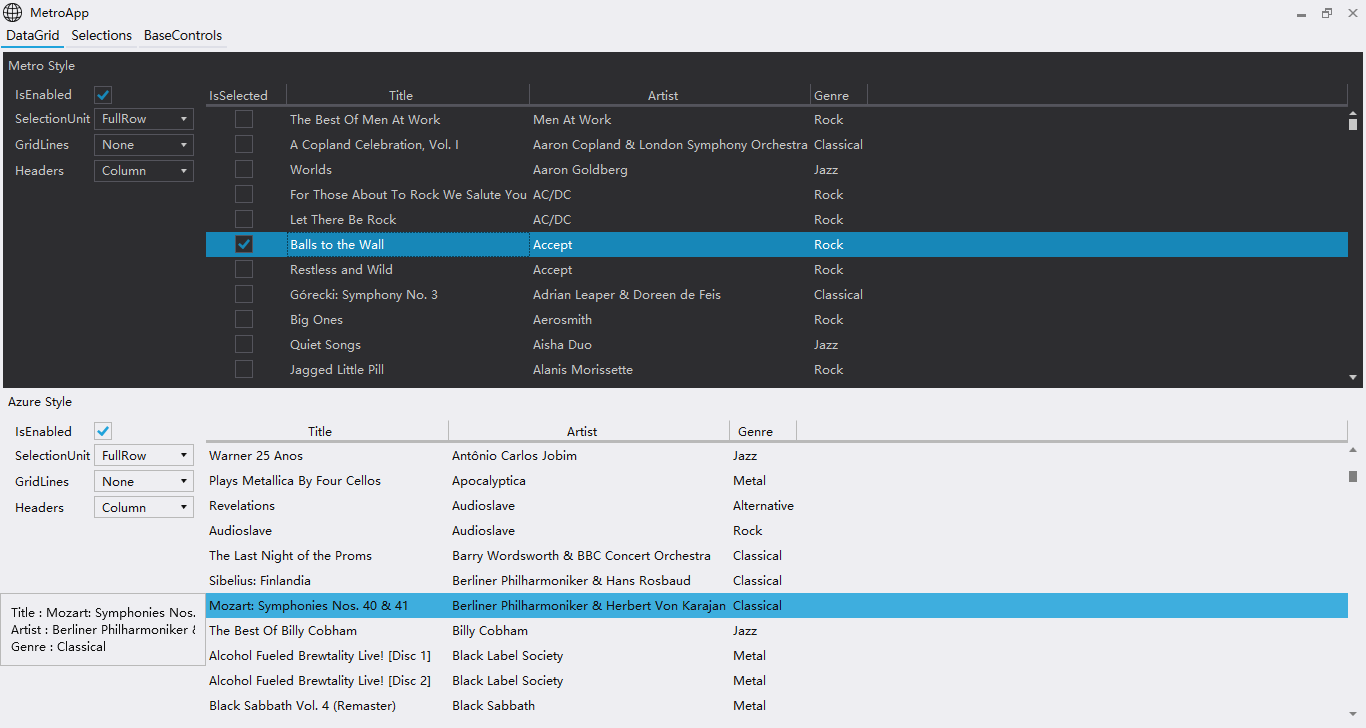 MetroApp
DataGrid Selections BaseControls
Metro Style
IsEnabled
SelectionUnit FullRow
GridLines None
Headers Column
IsSelected Title Artist Genre
The Best Of Men At Work Men At Work Rock
A Copland Celebration, Vol. I Aaron Copland & London Symphony Orchestra Classical
Worlds Aaron Goldberg Jazz
For Those About To Rock We Salute You AC/DC Rock
Let There Be Rock AC/DC Rock
Balls to the Wall Accept Rock
Restless and Wild Accept Rock
Górecki: Symphony No. 3 Adrian Leaper & Doreen de Feis Classical
Big Ones Aerosmith Rock
Quiet Songs Aisha Duo Jazz
Jagged Little Pill Alanis Morissette Rock
Azure Style
IsEnabled
SelectionUnit FullRow
GridLines None
Headers Column
Title Artist Genre
Warner 25 Anos Antônio Carlos Jobim Jazz
Plays Metallica By Four Cellos Apocalyptica Metal
Revelations Audioslave Alternative
Audioslave Audioslave Rock
The Last Night of the Proms Barry Wordsworth & BBC Concert Orchestra Classical
Sibelius: Finlandia Berliner Philharmoniker & Hans Rosbaud Classical
Mozart: Symphonies Nos. 40 & 41 Berliner Philharmoniker & Herbert Von Karajan Classical
The Best Of Billy Cobham Billy Cobham Jazz
Alcohol Fueled Brewtality Live! [Disc 1] Black Label Society Metal
Alcohol Fueled Brewtality Live! [Disc 2] Black Label Society Metal
Black Sabbath Vol. 4 (Remaster) Black Sabbath Metal
Title : Mozart: Symphonies Nos.
Artist : Berliner Philharmoniker &
Genre : Classical